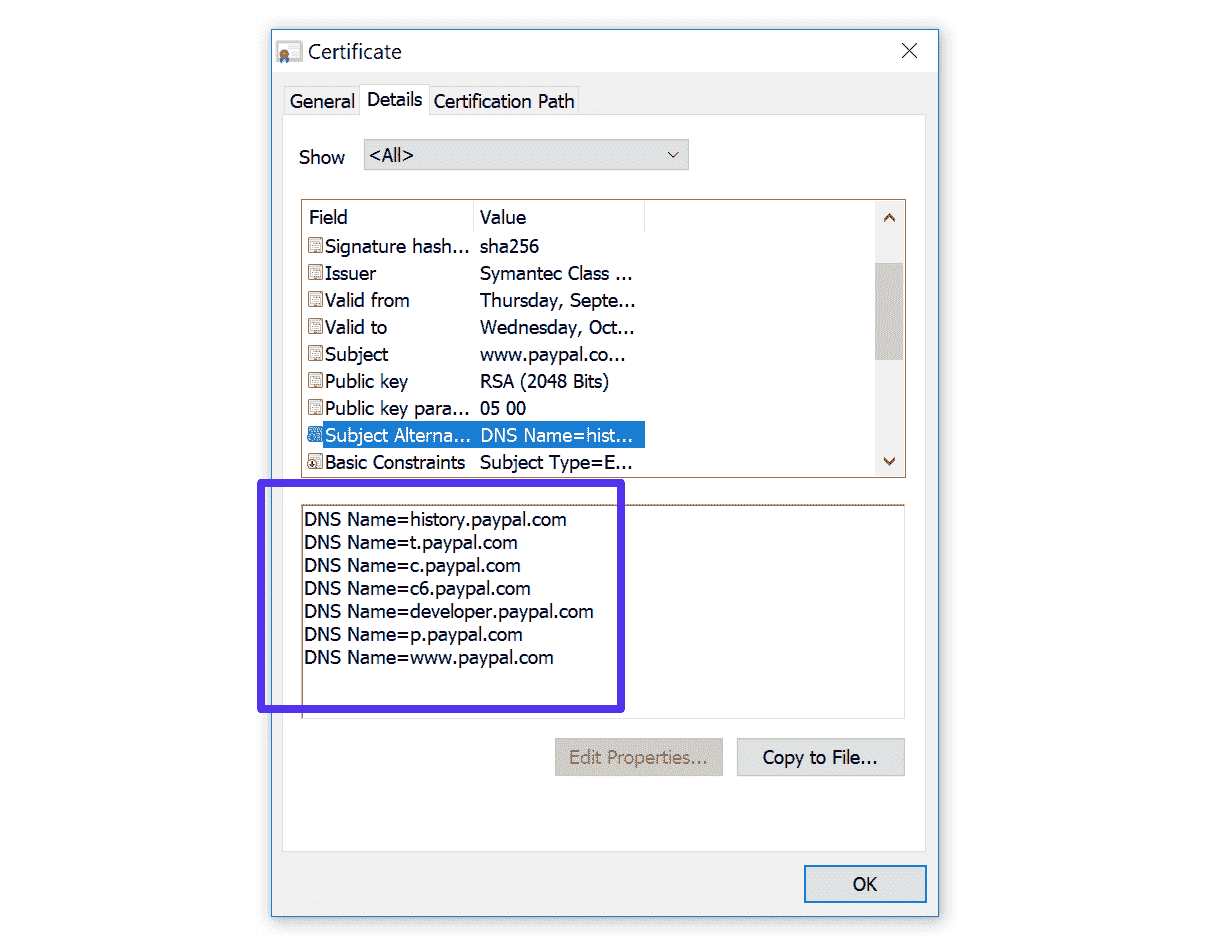 Certificate
General Details Certification Path
Show <All>
Field Value
Signature hash... sha256
Issuer Symantec Class ...
Valid from Thursday, Septe...
Valid to Wednesday, Oct...
Subject www.paypal.co...
Public key RSA (2048 Bits)
Public key para... 05 00
Subject Alterna... DNS Name=hist...
Basic Constraints Subject Type=E...
DNS Name=history.paypal.com
DNS Name=t.paypal.com
DNS Name=c.paypal.com
DNS Name=c6.paypal.com
DNS Name=developer.paypal.com
DNS Name=p.paypal.com
DNS Name=www.paypal.com
Edit Properties... Copy to File...
OK